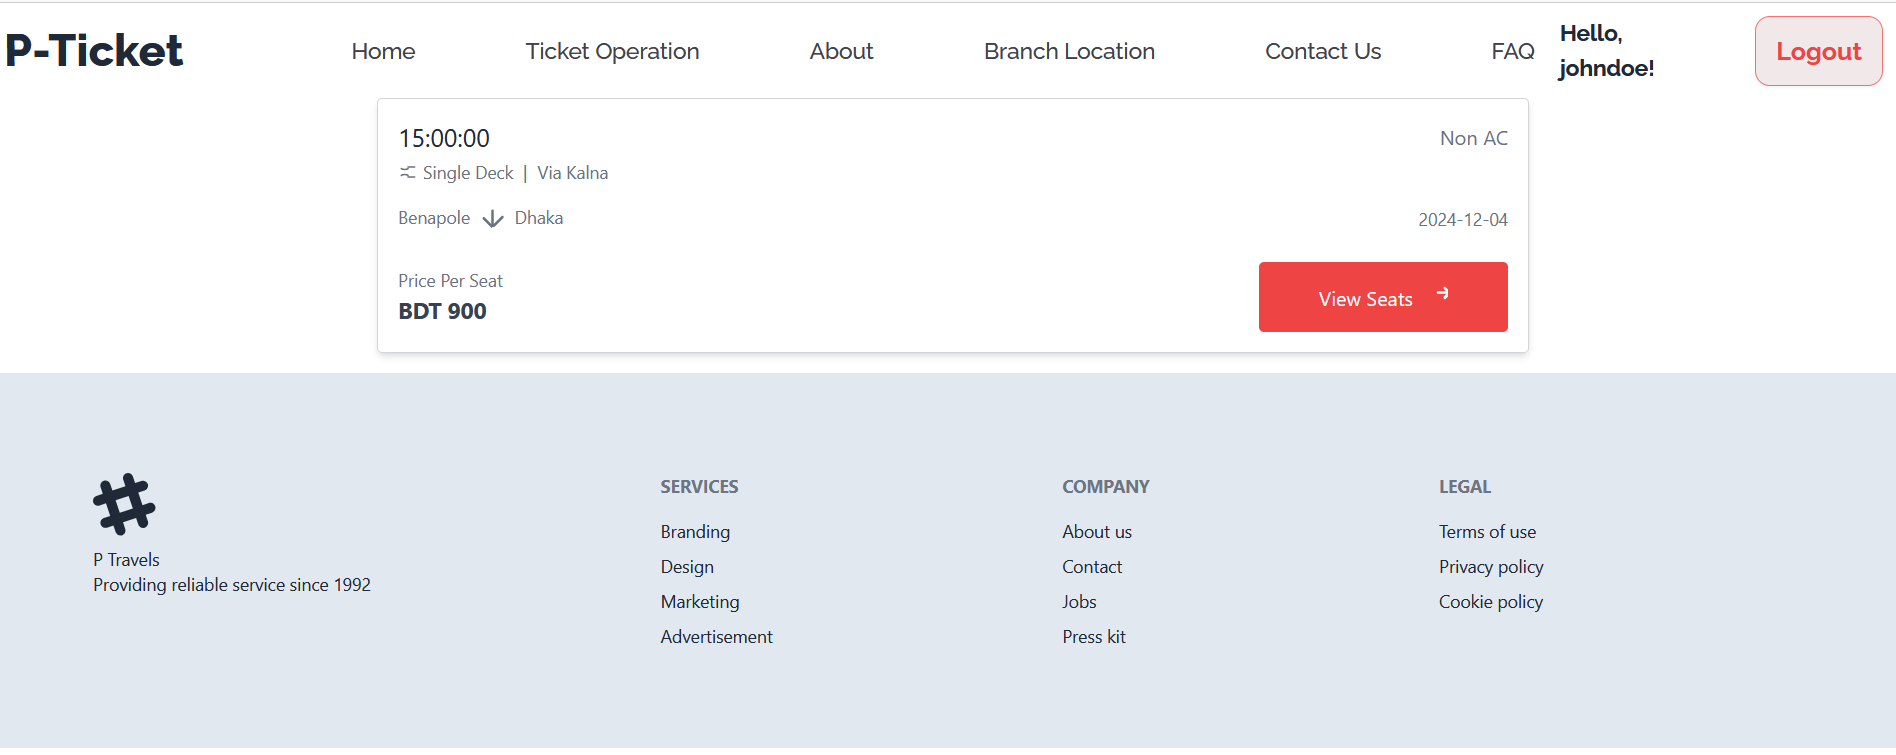 P-Ticket
Home
Ticket Operation
About
Branch Location
Contact Us
FAQ
Hello,
johndoe!
Logout
15:00:00
Non AC
Single Deck | Via Kalna
Benapole
Dhaka
2024-12-04
Price Per Seat
BDT 900
View Seats
P Travels
Providing reliable service since 1992
SERVICES
Branding
Design
Marketing
Advertisement
COMPANY
About us
Contact
Jobs
Press kit
LEGAL
Terms of use
Privacy policy
Cookie policy